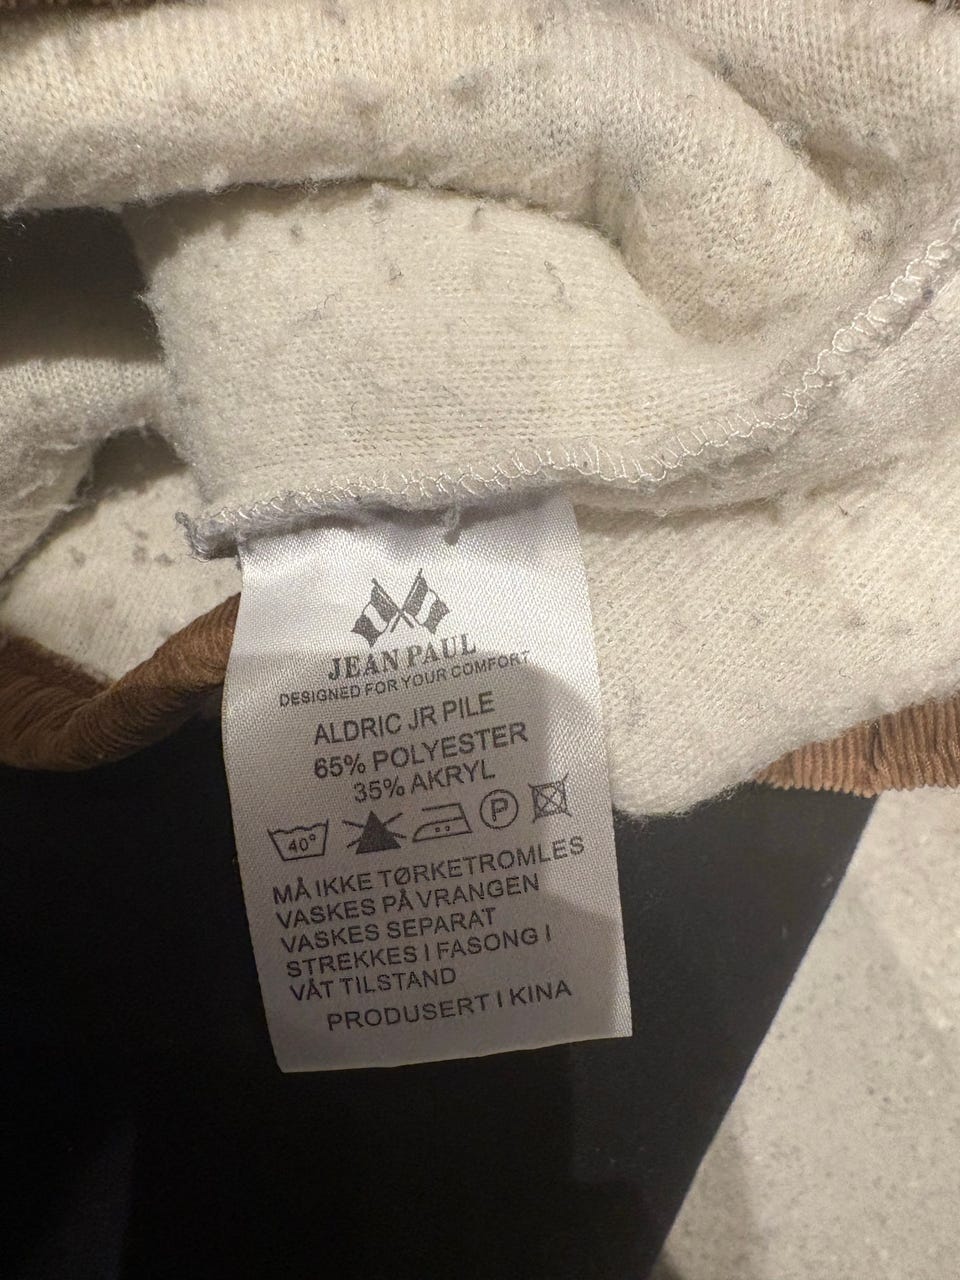 JEAN PAUL
DESIGNED FOR YOUR COMFORT
ALDRIC JR PILE
65% POLYESTER
35% AKRYL
40° P
MÅ IKKE TØRKETROMLES
VASKES PÅ VRANGEN
VASKES SEPARAT
STREKKES I FASONG I
VÅT TILSTAND
PRODUSERT I KINA